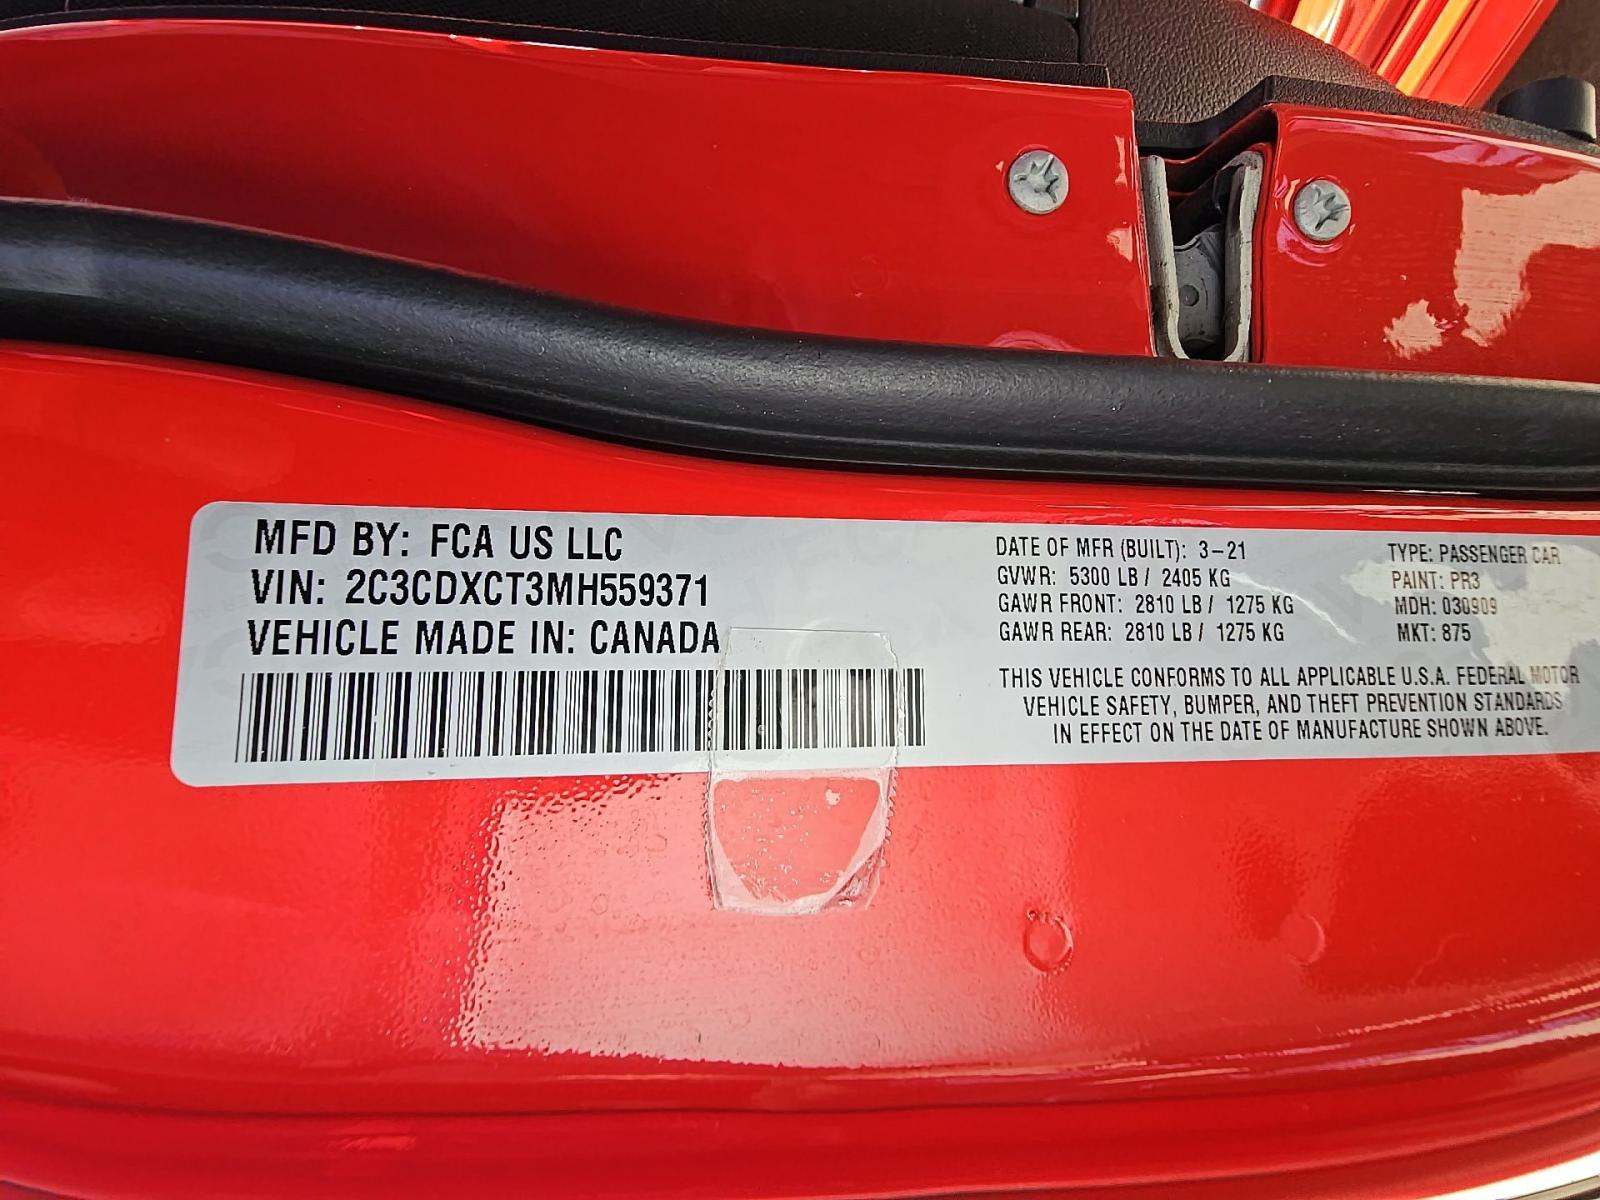 MFD BY: FCA US LLC
VIN: 2C3CDXCT3MH559371
VEHICLE MADE IN: CANADA
DATE OF MFR (BUILT): 3-21
GVWR: 5300 LB / 2405 KG
GAWR FRONT: 2810 LB / 1275 KG
GAWR REAR: 2810 LB / 1275 KG
TYPE: PASSENGER CAR
PAINT: PR3
MDH: 030909
MKT: 875
THIS VEHICLE CONFORMS TO ALL APPLICABLE U.S.A. FEDERAL MOTOR
VEHICLE SAFETY, BUMPER, AND THEFT PREVENTION STANDARDS
IN EFFECT ON THE DATE OF MANUFACTURE SHOWN ABOVE.